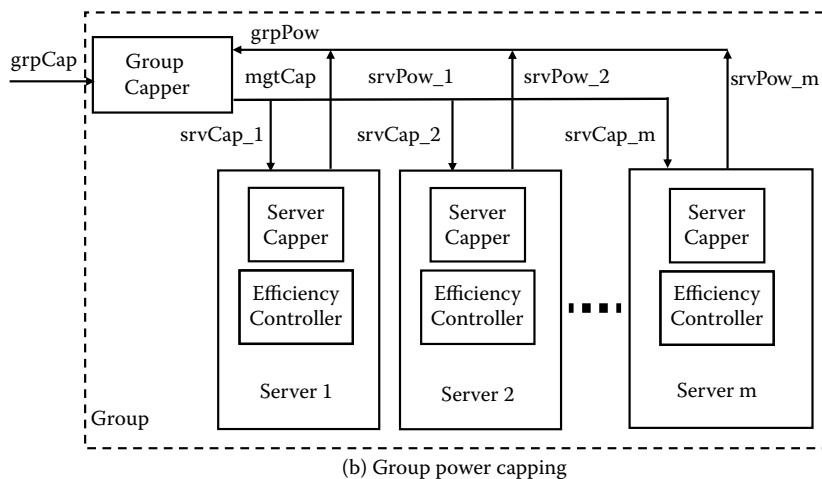 grpPow
grpCap
Group
Capper
mgtCap
srvPow_1
srvPow_2
srvPow_m
srvCap_1
srvCap_2
srvCap_m
Server
Capper
Efficiency
Controller
Server 1
Server
Capper
Efficiency
Controller
Server 2
Server
Capper
Efficiency
Controller
Server m
Group
(b) Group power capping